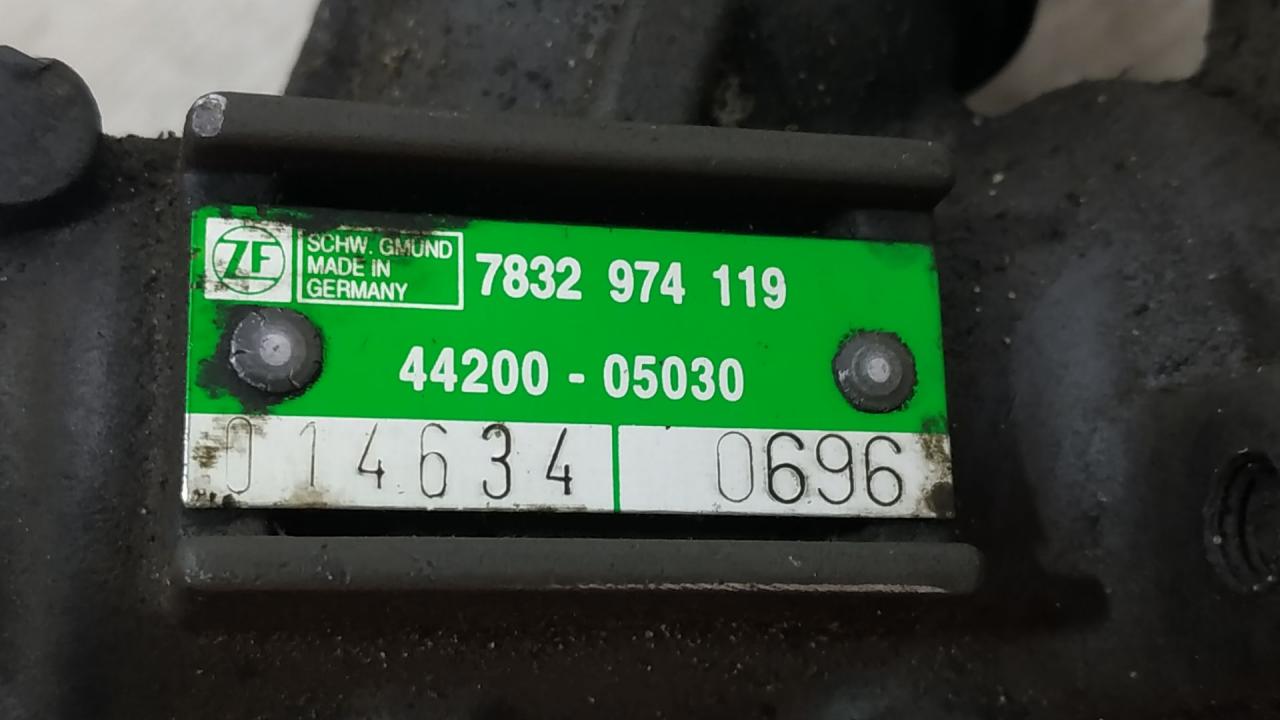 ZF
SCHW. GMÜND
MADE IN
GERMANY
7832 974 119
44200 - 05030
014634 0696